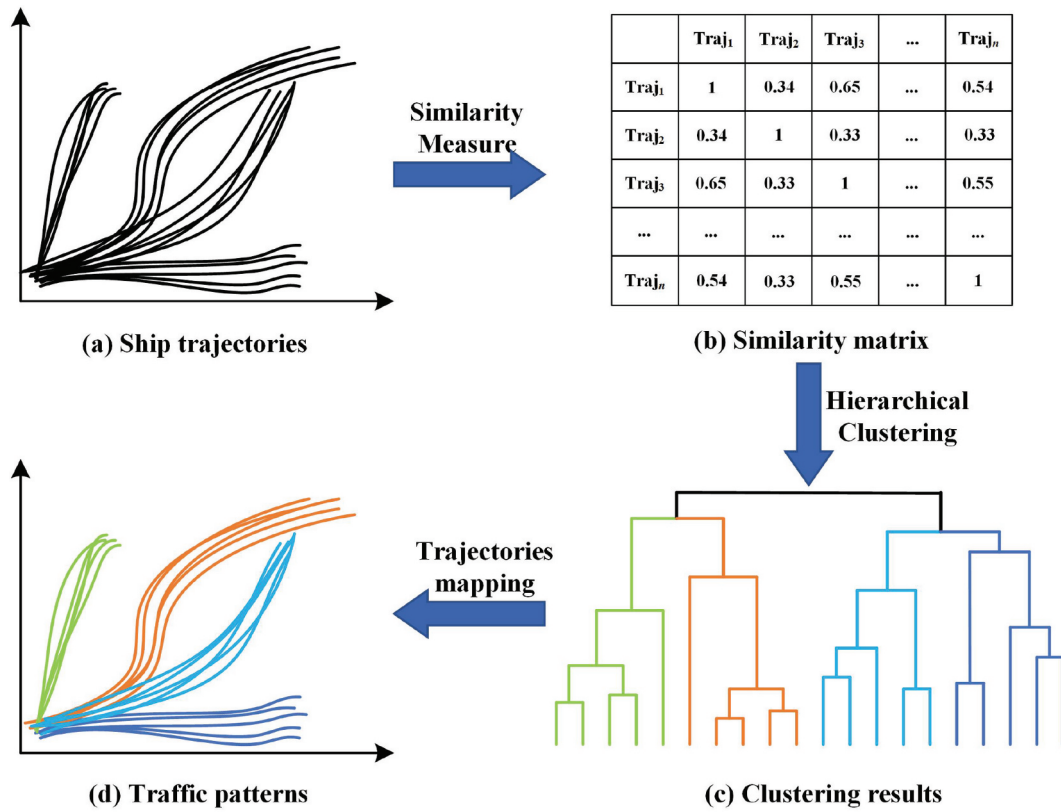 Similarity
Measure
Traj₁ Traj₂ Traj₃ ... Trajₙ
Traj₁ 1 0.34 0.65 ... 0.54
Traj₂ 0.34 1 0.33 ... 0.33
Traj₃ 0.65 0.33 1 ... 0.55
... ... ... ... ... ...
Trajₙ 0.54 0.33 0.55 ... 1
(a) Ship trajectories
(b) Similarity matrix
Hierarchical
Clustering
Trajectories
mapping
(d) Traffic patterns
(c) Clustering results